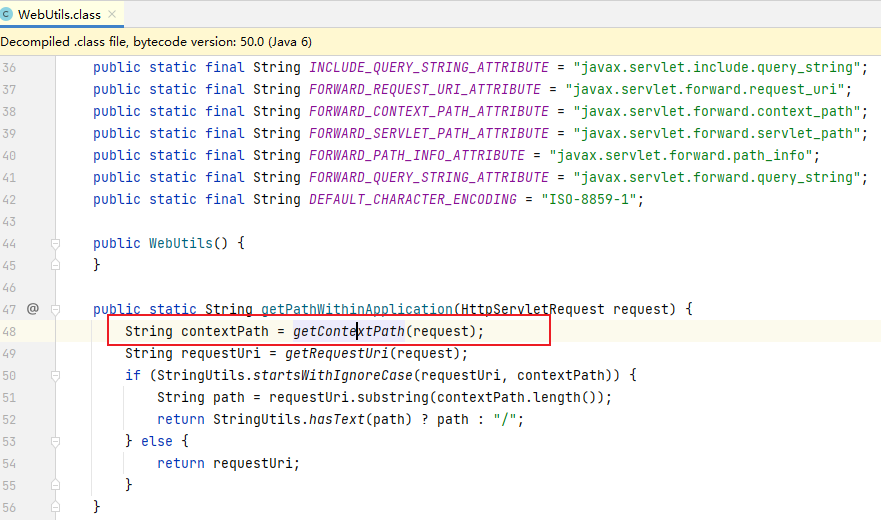 WebUtils.class
Decompiled .class file, bytecode version: 50.0 (Java 6)
36 public static final String INCLUDE_QUERY_STRING_ATTRIBUTE = "javax.servlet.include.query_string";
37 public static final String FORWARD_REQUEST_URI_ATTRIBUTE = "javax.servlet.forward.request_uri";
38 public static final String FORWARD_CONTEXT_PATH_ATTRIBUTE = "javax.servlet.forward.context_path";
39 public static final String FORWARD_SERVLET_PATH_ATTRIBUTE = "javax.servlet.forward.servlet_path";
40 public static final String FORWARD_PATH_INFO_ATTRIBUTE = "javax.servlet.forward.path_info";
41 public static final String FORWARD_QUERY_STRING_ATTRIBUTE = "javax.servlet.forward.query_string";
42 public static final String DEFAULT_CHARACTER_ENCODING = "ISO-8859-1";
43
44 public WebUtils() {
45 }
46
47 @ public static String getPathWithinApplication(HttpServletRequest request) {
48 String contextPath = getContextPath(request);
49 String requestUri = getRequestUri(request);
50 if (StringUtils.startsWithIgnoreCase(requestUri, contextPath)) {
51 String path = requestUri.substring(contextPath.length());
52 return StringUtils.hasText(path) ? path : "/";
53 } else {
54 return requestUri;
55 }
56 }